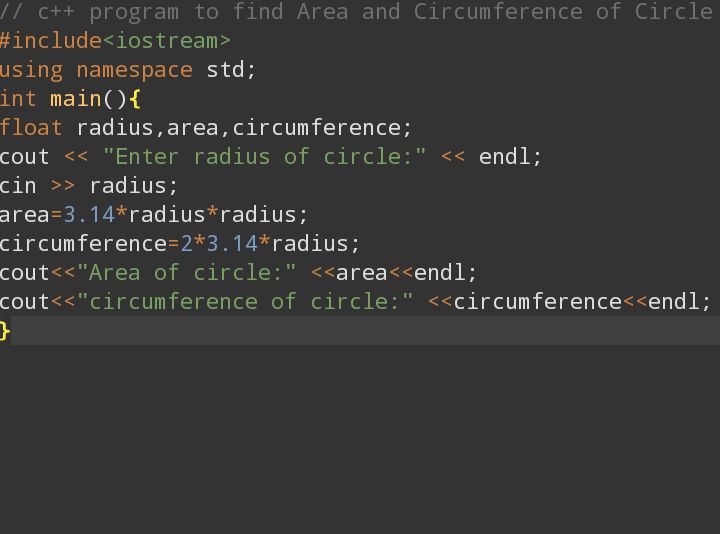 // c++ program to find Area and Circumference of Circle
#include<iostream>
using namespace std;
int main(){
float radius,area,circumference;
cout << "Enter radius of circle:" << endl;
cin >> radius;
area=3.14*radius*radius;
circumference=2*3.14*radius;
cout<<"Area of circle:" <<area<<endl;
cout<<"circumference of circle:" <<circumference<<endl;
}